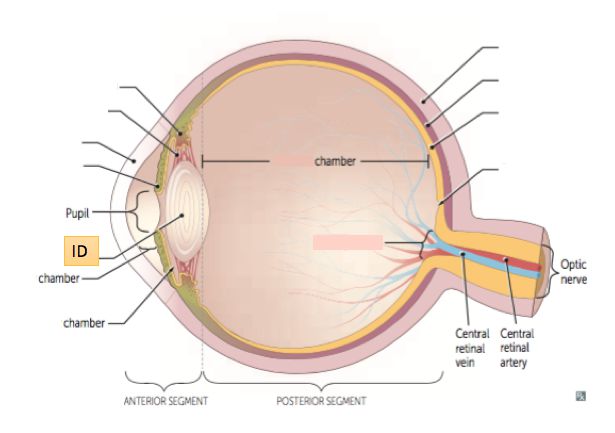 chamber
Pupil
ID
chamber
chamber
Optic
nerve
Central
retinal
vein
Central
retinal
artery
ANTERIOR SEGMENT
POSTERIOR SEGMENT